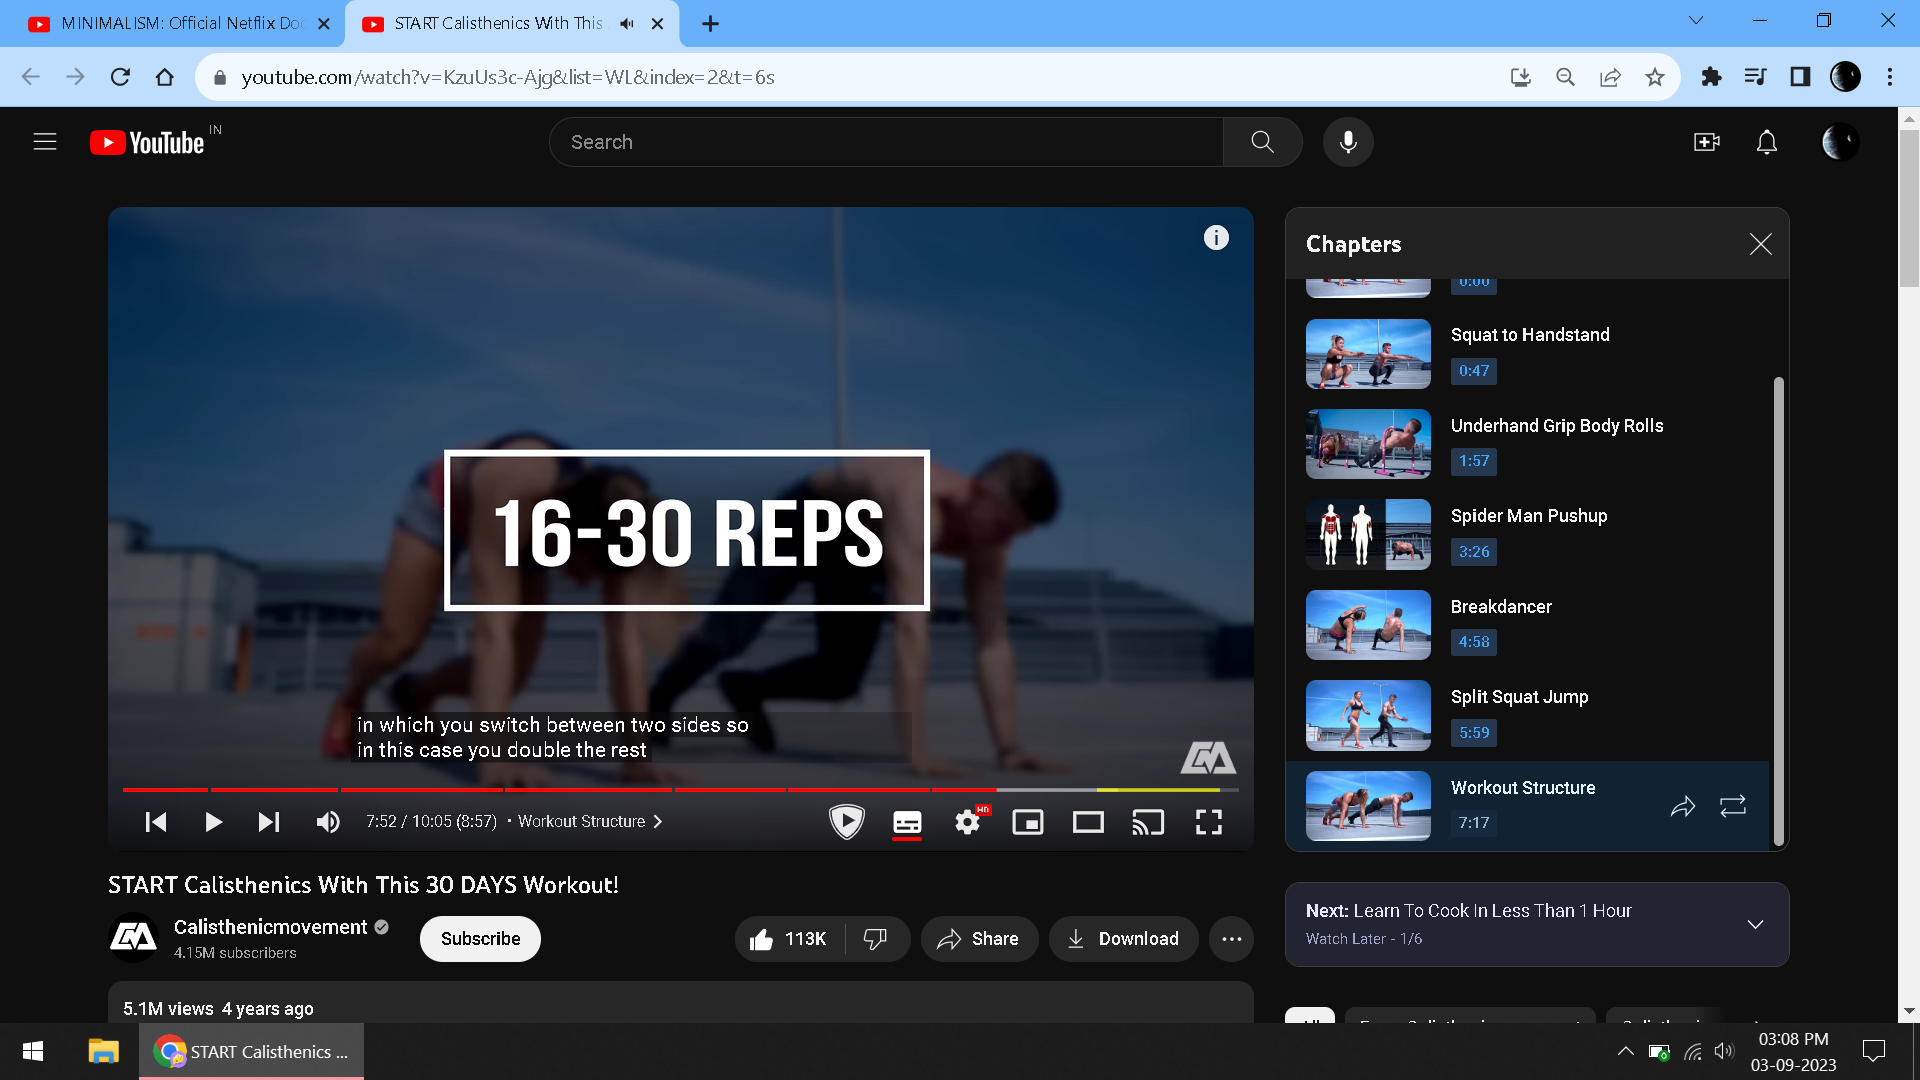 MINIMALISM: Official Netflix Doc
START Calisthenics With This
youtube.com/watch?v=KzuUs3c-Ajg&list=WL&index=2&t=6s
YouTube IN
Search
16-30 REPS
in which you switch between two sides so
in this case you double the rest
7:52 / 10:05 (8:57) • Workout Structure
HD
START Calisthenics With This 30 DAYS Workout!
Calisthenicmovement
4.15M subscribers
Subscribe
113K
Share
Download
5.1M views 4 years ago
Chapters
0:00
Squat to Handstand
0:47
Underhand Grip Body Rolls
1:57
Spider Man Pushup
3:26
Breakdancer
4:58
Split Squat Jump
5:59
Workout Structure
7:17
Next: Learn To Cook In Less Than 1 Hour
Watch Later - 1/6
All
START Calisthenics ...
03:08 PM
03-09-2023